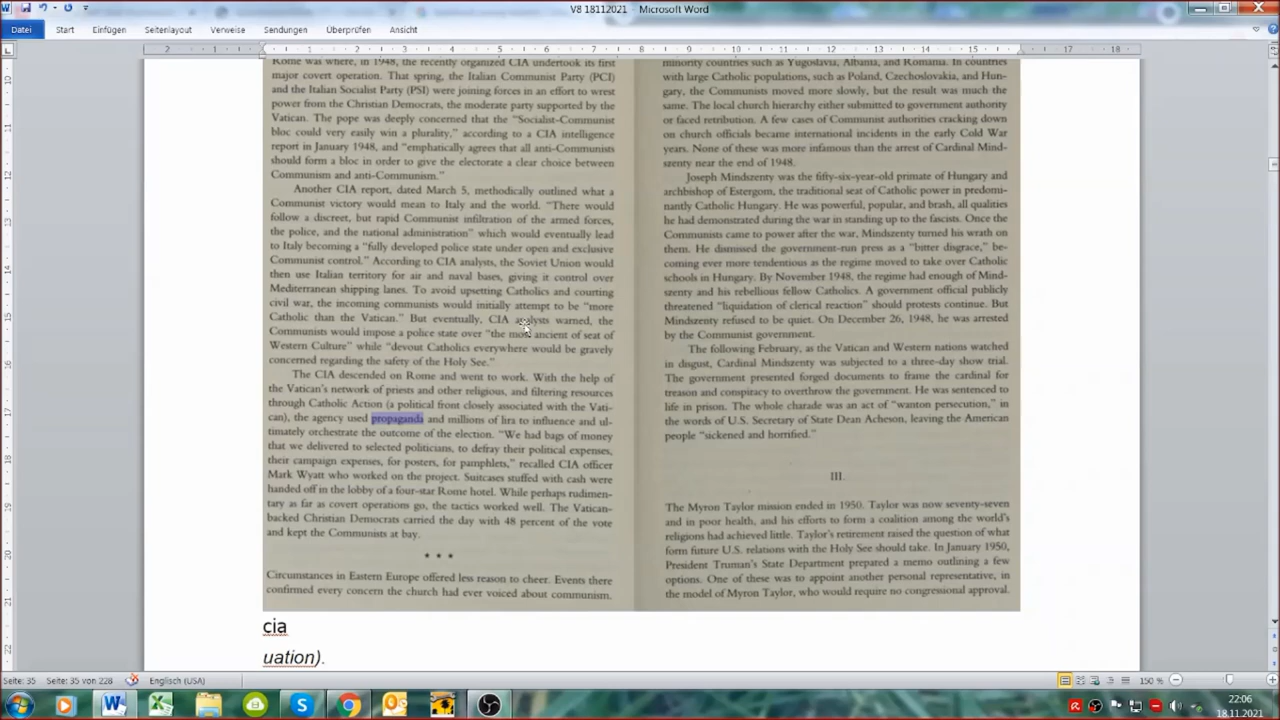 V8 18112021 - Microsoft Word
Datei Start Einfügen Seitenlayout Verweise Sendungen Überprüfen Ansicht
2 1 1 2 3 4 5 6 7 8 9 10 11 12 13 14 15 16 17 18
Rome was where, in 1948, the recently organized CIA undertook its first
major covert operation. That spring, the Italian Communist Party (PCI)
and the Italian Socialist Party (PSI) were joining forces in an effort to wrest
power from the Christian Democrats, the moderate party supported by the
Vatican. The pope was deeply concerned that the “Socialist-Communist
bloc could very easily win a plurality,” according to a CIA intelligence
report in January 1948, and “emphatically agrees that all anti-Communists
should form a bloc in order to give the electorate a clear choice between
Communism and anti-Communism.”
Another CIA report, dated March 5, methodically outlined what a
Communist victory would mean to Italy and the world. “There would
follow a discreet, but rapid Communist infiltration of the armed forces,
the police, and the national administration” which would eventually lead
to Italy becoming a “fully developed police state under open and exclusive
Communist control.” According to CIA analysts, the Soviet Union would
then use Italian territory for air and naval bases, giving it control over
Mediterranean shipping lanes. To avoid upsetting Catholics and courting
civil war, the incoming communists would initially attempt to be “more
Catholic than the Vatican.” But eventually, CIA analysts warned, the
Communists would impose a police state over “the most ancient of seat of
Western Culture” while “devout Catholics everywhere would be gravely
concerned regarding the safety of the Holy See.”
The CIA descended on Rome and went to work. With the help of
the Vatican’s network of priests and other religious, and filtering resources
through Catholic Action (a political front closely associated with the Vati-
can), the agency used propaganda and millions of lira to influence and ul-
timately orchestrate the outcome of the election. “We had bags of money
that we delivered to selected politicians, to defray their political expenses,
their campaign expenses, for posters, for pamphlets,” recalled CIA officer
Mark Wyatt who worked on the project. Suitcases stuffed with cash were
handed off in the lobby of a four-star Rome hotel. While perhaps rudimen-
tary as far as covert operations go, the tactics worked well. The Vatican-
backed Christian Democrats carried the day with 48 percent of the vote
and kept the Communists at bay.
* * *
Circumstances in Eastern Europe offered less reason to cheer. Events there
confirmed every concern the church had ever voiced about communism.
minority countries such as Yugoslavia, Albania, and Romania. In countries
with large Catholic populations, such as Poland, Czechoslovakia, and Hun-
gary, the Communists moved more slowly, but the result was much the
same. The local church hierarchy either submitted to government authority
or faced retribution. A few cases of Communist authorities cracking down
on church officials became international incidents in the early Cold War
years. None of these was more infamous than the arrest of Cardinal Mind-
szenty near the end of 1948.
Joseph Mindszenty was the fifty-six-year-old primate of Hungary and
archbishop of Estergom, the traditional seat of Catholic power in predomi-
nantly Catholic Hungary. He was powerful, popular, and brash, all qualities
he had demonstrated during the war in standing up to the fascists. Once the
Communists came to power after the war, Mindszenty turned his wrath on
them. He dismissed the government-run press as a “bitter disgrace,” be-
coming ever more tendentious as the regime moved to take over Catholic
schools in Hungary. By November 1948, the regime had enough of Mind-
szenty and his rebellious fellow Catholics. A government official publicly
threatened “liquidation of clerical reaction” should protests continue. But
Mindszenty refused to be quiet. On December 26, 1948, he was arrested
by the Communist government.
The following February, as the Vatican and Western nations watched
in disgust, Cardinal Mindszenty was subjected to a three-day show trial.
The government presented forged documents to frame the cardinal for
treason and conspiracy to overthrow the government. He was sentenced to
life in prison. The whole charade was an act of “wanton persecution,” in
the words of U.S. Secretary of State Dean Acheson, leaving the American
people “sickened and horrified.”
III.
The Myron Taylor mission ended in 1950. Taylor was now seventy-seven
and in poor health, and his efforts to form a coalition among the world’s
religions had achieved little. Taylor’s retirement raised the question of what
form future U.S. relations with the Holy See should take. In January 1950,
President Truman’s State Department prepared a memo outlining a few
options. One of these was to appoint another personal representative, in
the model of Myron Taylor, who would require no congressional approval.
cia
uation).
Seite: 35 Seite: 35 von 228 Englisch (USA) 150 %
22:06
18.11.2021